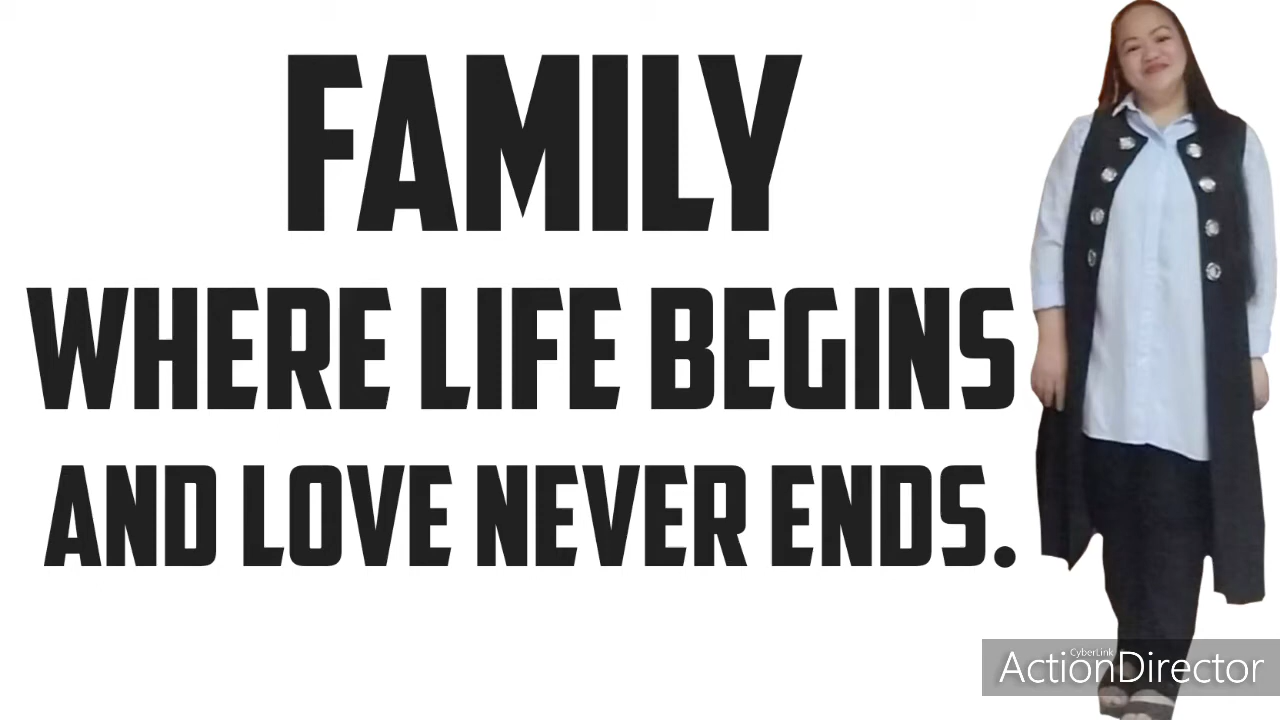 FAMILY
WHERE LIFE BEGINS
AND LOVE NEVER ENDS.
CyberLink
ActionDirector